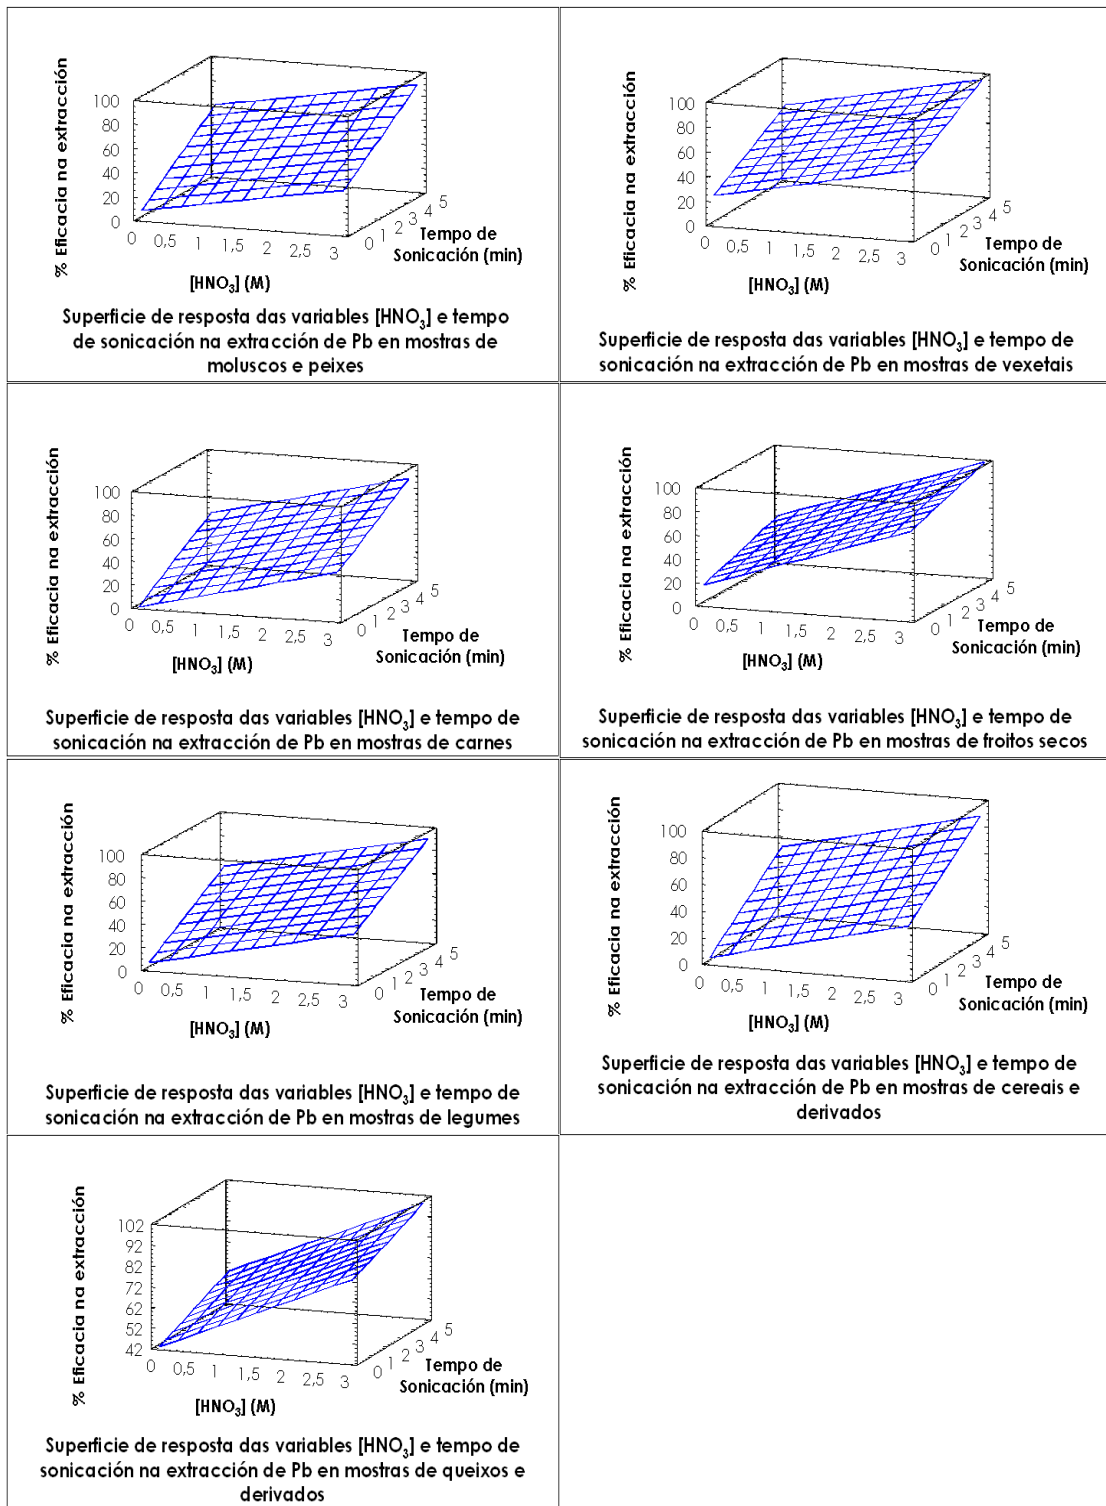 % Eficacia na extracción
100
80
60
40
20
0
0 0,5 1 1,5 2 2,5 3
0 1 2 3 4 5
Tempo de
Sonicación (min)
[HNO3] (M)
Superficie de resposta das variables [HNO3] e tempo
de sonicación na extracción de Pb en mostras de
moluscos e peixes
% Eficacia na extracción
100
80
60
40
20
0
0 0,5 1 1,5 2 2,5 3
0 1 2 3 4 5
Tempo de
Sonicación (min)
[HNO3] (M)
Superficie de resposta das variables [HNO3] e tempo de
sonicación na extracción de Pb en mostras de vexetais
% Eficacia na extracción
100
80
60
40
20
0
0 0,5 1 1,5 2 2,5 3
0 1 2 3 4 5
Tempo de
Sonicación (min)
[HNO3] (M)
Superficie de resposta das variables [HNO3] e tempo de
sonicación na extracción de Pb en mostras de carnes
% Eficacia na extracción
100
80
60
40
20
0
0 0,5 1 1,5 2 2,5 3
0 1 2 3 4 5
Tempo de
Sonicación (min)
[HNO3] (M)
Superficie de resposta das variables [HNO3] e tempo de
sonicación na extracción de Pb en mostras de froitos secos
% Eficacia na extracción
100
80
60
40
20
0
0 0,5 1 1,5 2 2,5 3
0 1 2 3 4 5
Tempo de
Sonicación (min)
[HNO3] (M)
Superficie de resposta das variables [HNO3] e tempo de
sonicación na extracción de Pb en mostras de legumes
% Eficacia na extracción
100
80
60
40
20
0
0 0,5 1 1,5 2 2,5 3
0 1 2 3 4 5
Tempo de
Sonicación (min)
[HNO3] (M)
Superficie de resposta das variables [HNO3] e tempo de
sonicación na extracción de Pb en mostras de cereais e
derivados
% Eficacia na extracción
102
92
82
72
62
52
42
0 0,5 1 1,5 2 2,5 3
0 1 2 3 4 5
Tempo de
Sonicación (min)
[HNO3] (M)
Superficie de resposta das variables [HNO3] e tempo de
sonicación na extracción de Pb en mostras de queixos e
derivados